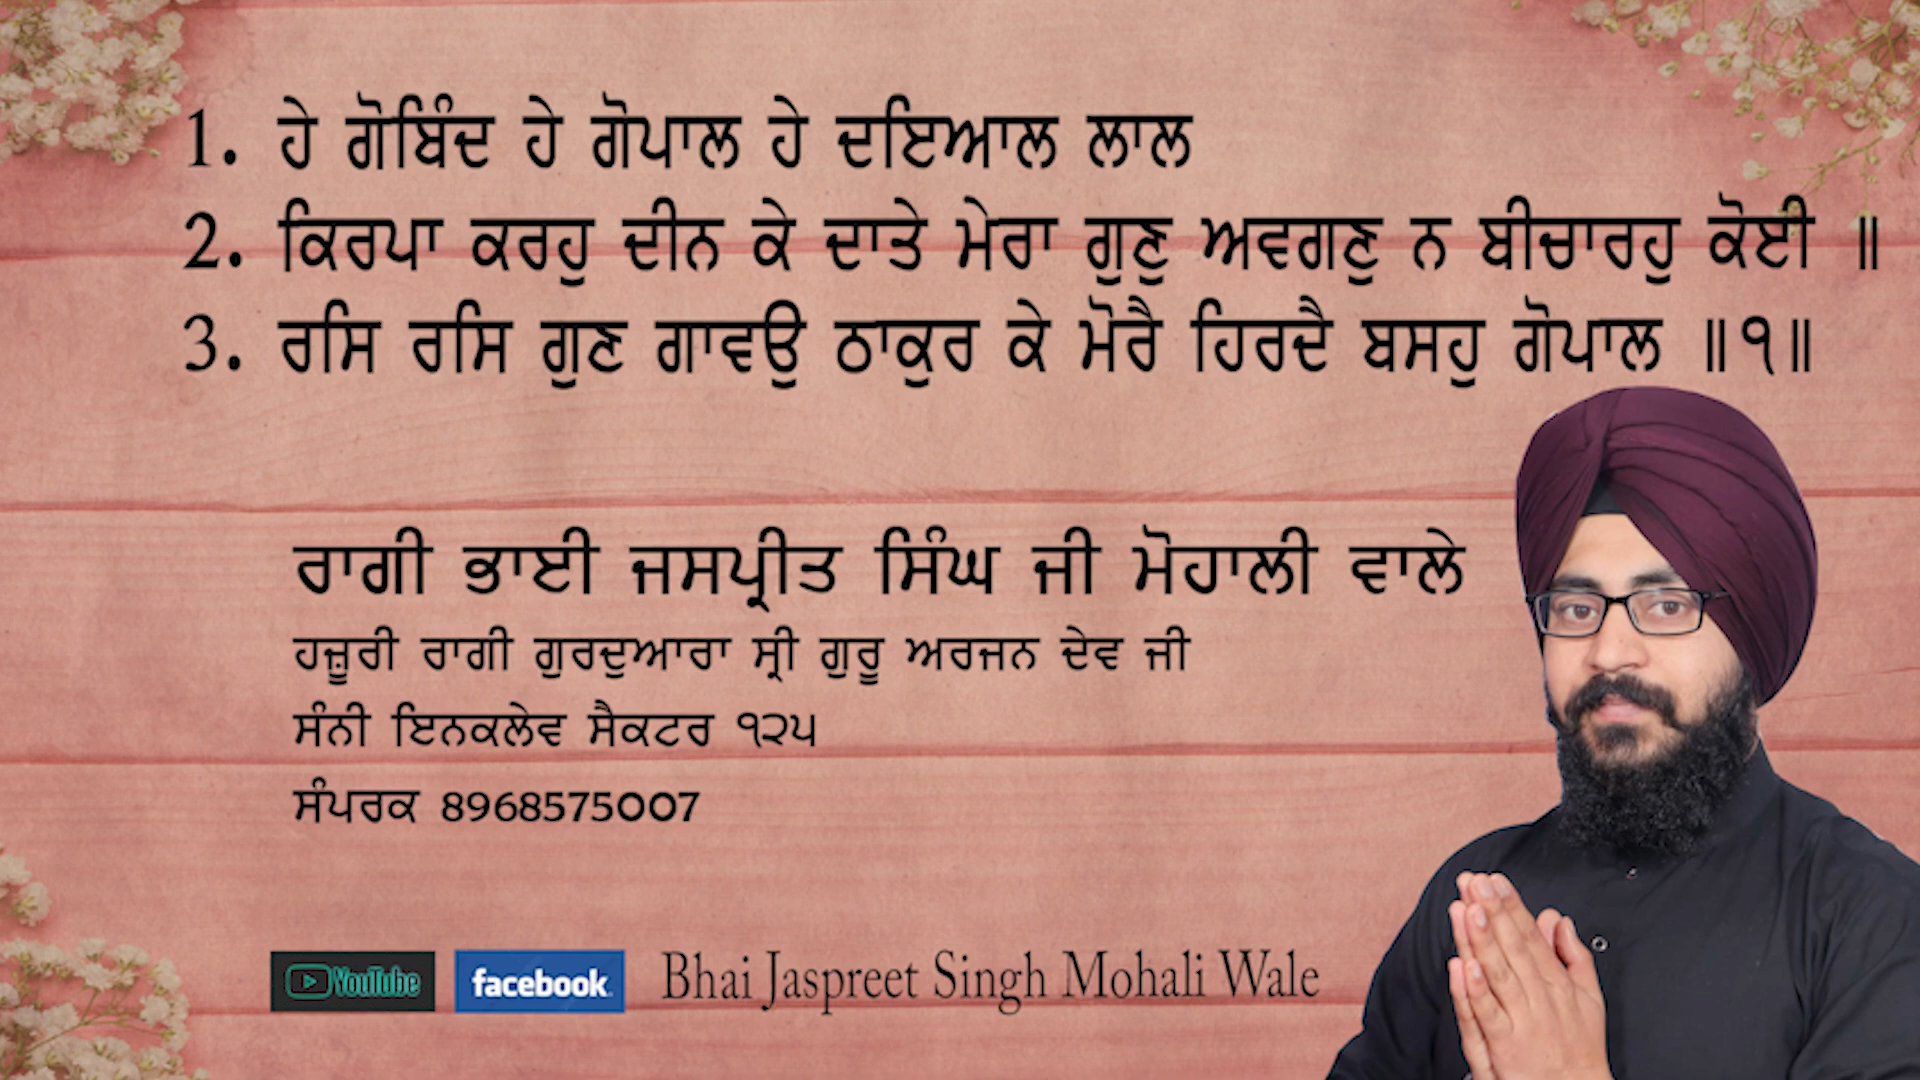 1. ਹੇ ਗੋਬਿੰਦ ਹੇ ਗੋਪਾਲ ਹੇ ਦਇਆਲ ਲਾਲ
2. ਕਿਰਪਾ ਕਰਹੁ ਦੀਨ ਕੇ ਦਾਤੇ ਮੇਰਾ ਗੁਣੁ ਅਵਗਣੁ ਨ ਬੀਚਾਰਹੁ ਕੋਈ ॥
3. ਰਸਿ ਰਸਿ ਗੁਣ ਗਾਵਉ ਠਾਕੁਰ ਕੇ ਮੋਰੈ ਹਿਰਦੈ ਬਸਹੁ ਗੋਪਾਲ ॥੧॥
ਰਾਗੀ ਭਾਈ ਜਸਪ੍ਰੀਤ ਸਿੰਘ ਜੀ ਮੋਹਾਲੀ ਵਾਲੇ
ਹਜ਼ੂਰੀ ਰਾਗੀ ਗੁਰਦੁਆਰਾ ਸ੍ਰੀ ਗੁਰੂ ਅਰਜਨ ਦੇਵ ਜੀ
ਸੰਨੀ ਇਨਕਲੇਵ ਸੈਕਟਰ ੧੨੫
ਸੰਪਰਕ 8968575007
YouTube facebook. Bhai Jaspreet Singh Mohali Wale